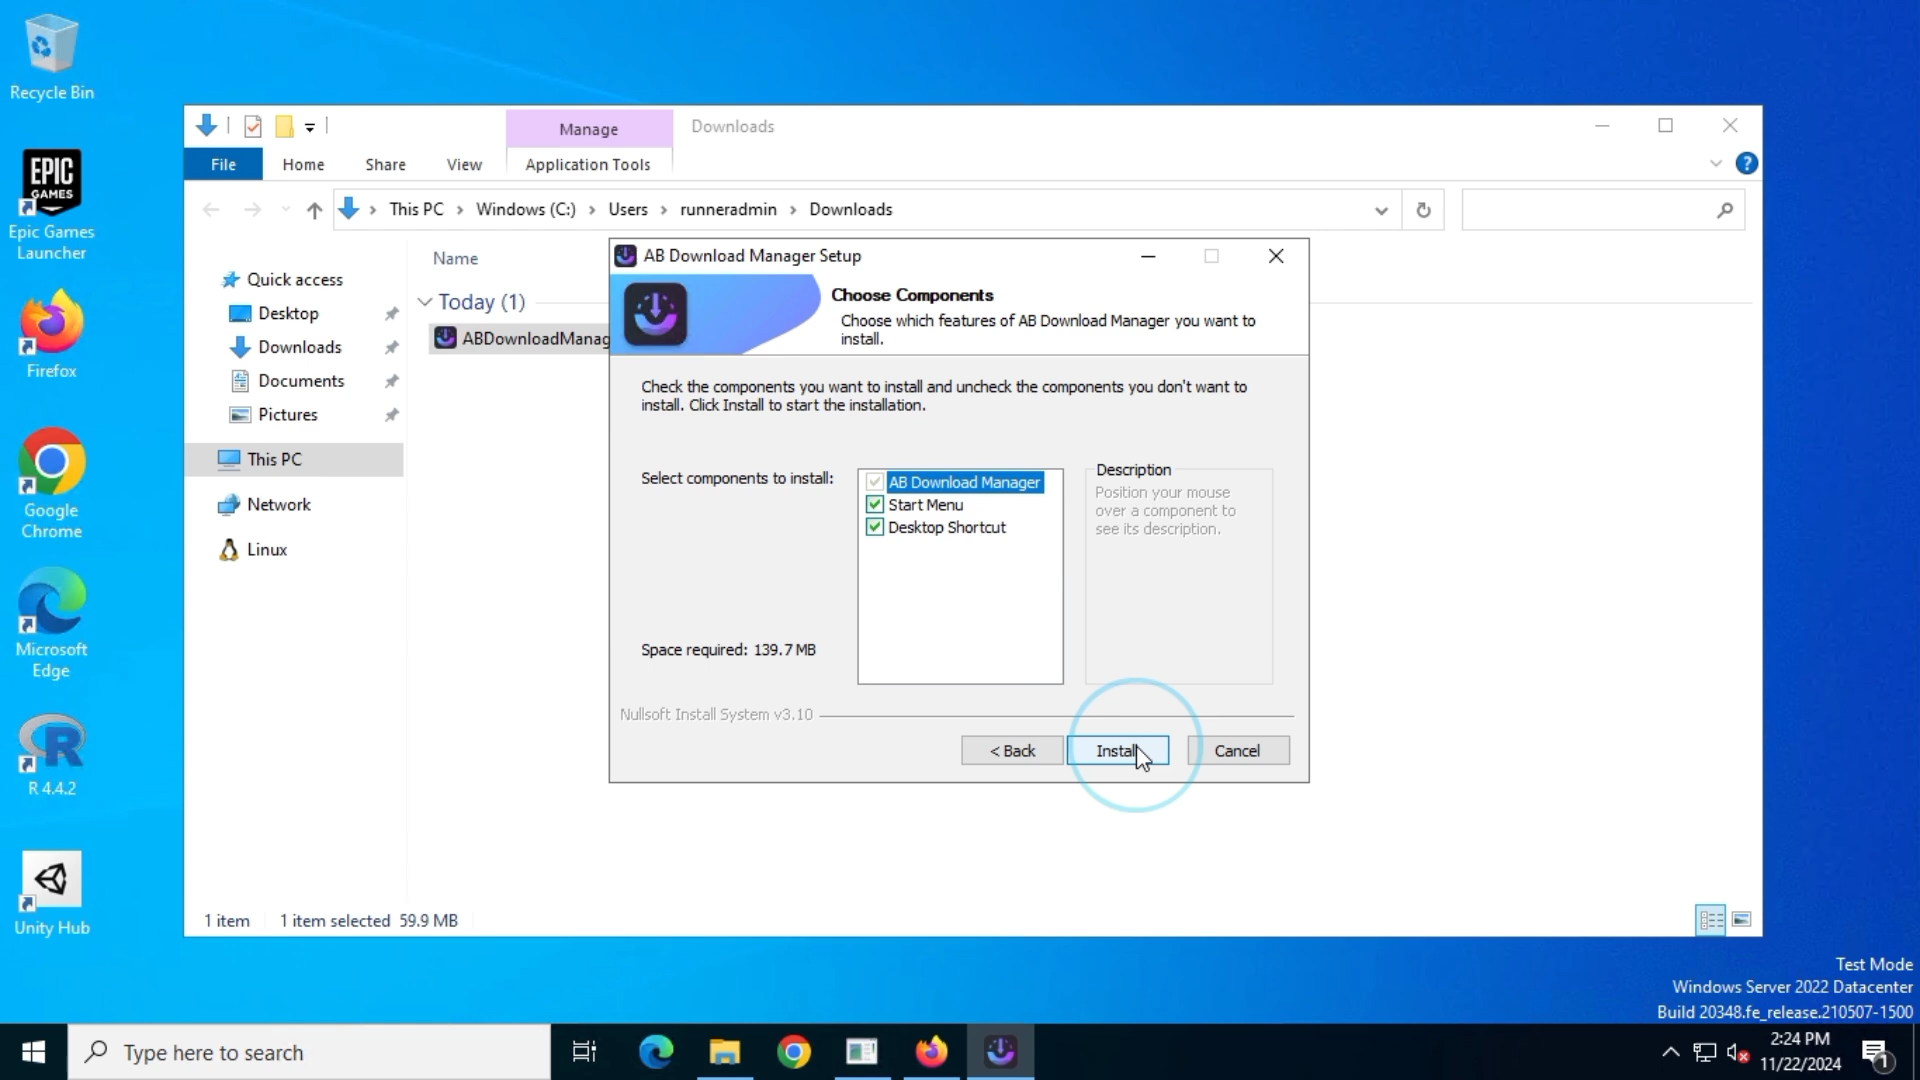 Recycle Bin
EPIC
GAMES
Epic Games
Launcher
Firefox
Google
Chrome
Microsoft
Edge
R 4.4.2
Unity Hub
Manage
Downloads
File
Home
Share
View
Application Tools
?
This PC > Windows (C:) > Users > runneradmin > Downloads
Name
Quick access
Desktop
Downloads
Documents
Pictures
This PC
Network
Linux
Today (1)
ABDownloadManag
AB Download Manager Setup
Choose Components
Choose which features of AB Download Manager you want to
install.
Check the components you want to install and uncheck the components you don't want to
install. Click Install to start the installation.
Select components to install:
AB Download Manager
Start Menu
Desktop Shortcut
Description
Position your mouse
over a component to
see its description.
Space required: 139.7 MB
Nullsoft Install System v3.10
< Back
Install
Cancel
1 item
1 item selected 59.9 MB
Test Mode
Windows Server 2022 Datacenter
Build 20348.fe_release.210507-1500
Type here to search
2:24 PM
11/22/2024
1